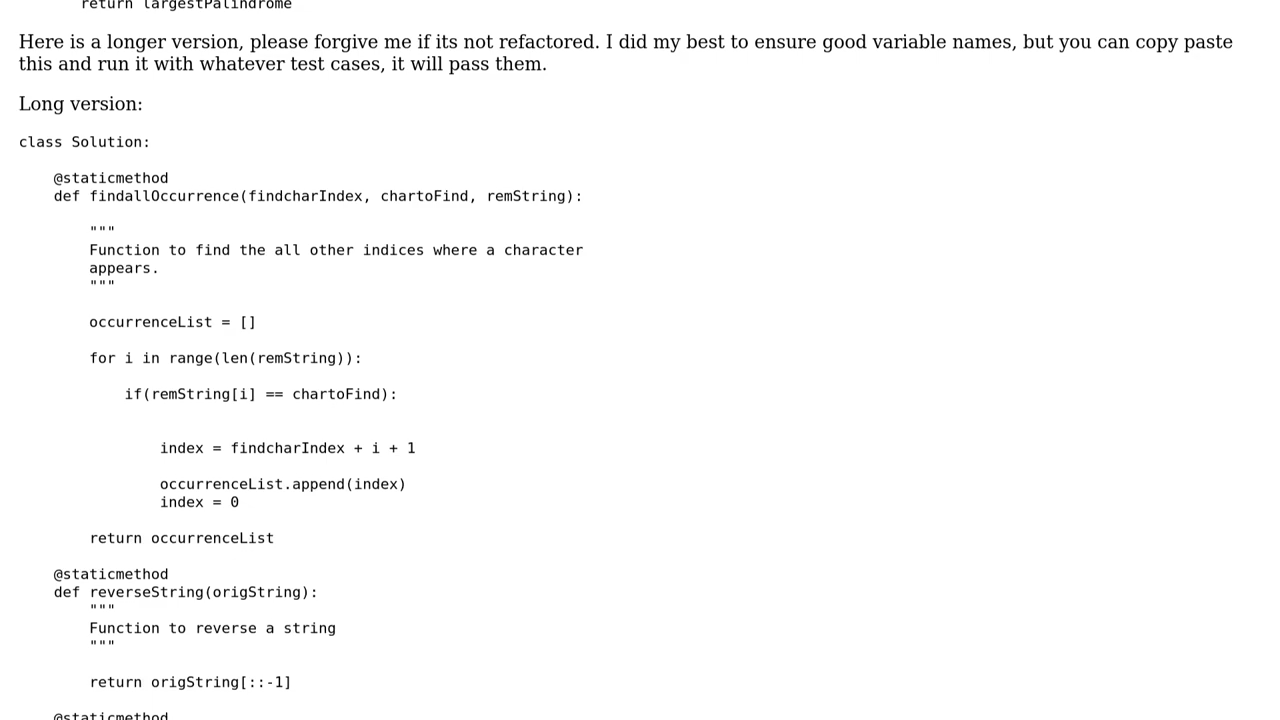 return largestPalindrome
Here is a longer version, please forgive me if its not refactored. I did my best to ensure good variable names, but you can copy paste
this and run it with whatever test cases, it will pass them.
Long version:
class Solution:
@staticmethod
def findallOccurrence(findcharIndex, chartoFind, remString):
"""
Function to find the all other indices where a character
appears.
"""
occurrenceList = []
for i in range(len(remString)):
if(remString[i] == chartoFind):
index = findcharIndex + i + 1
occurrenceList.append(index)
index = 0
return occurrenceList
@staticmethod
def reverseString(origString):
"""
Function to reverse a string
"""
return origString[::-1]
@staticmethod